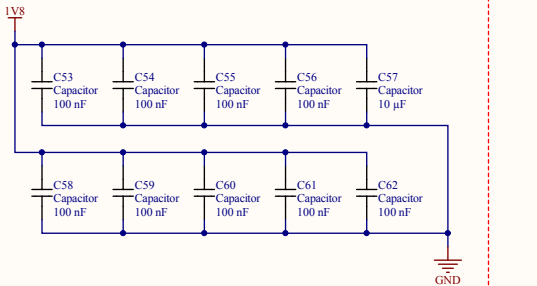 1V8
C53
Capacitor
100 nF
C54
Capacitor
100 nF
C55
Capacitor
100 nF
C56
Capacitor
100 nF
C57
Capacitor
10 µF
C58
Capacitor
100 nF
C59
Capacitor
100 nF
C60
Capacitor
100 nF
C61
Capacitor
100 nF
C62
Capacitor
100 nF
GND